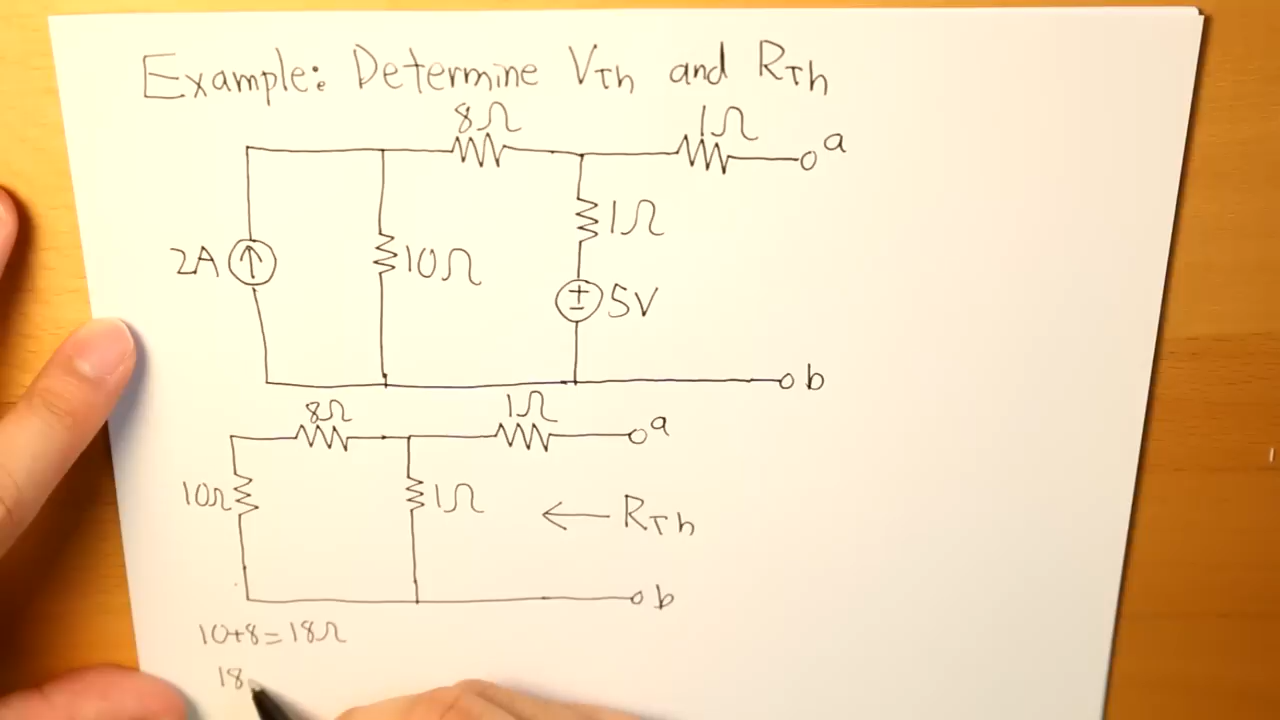 Example: Determine VTh and RTh
8Ω 1Ω a
1Ω
2A 10Ω
± 5V
b
8Ω 1Ω a
10Ω 1Ω
← RTh
b
10+8=18Ω
18